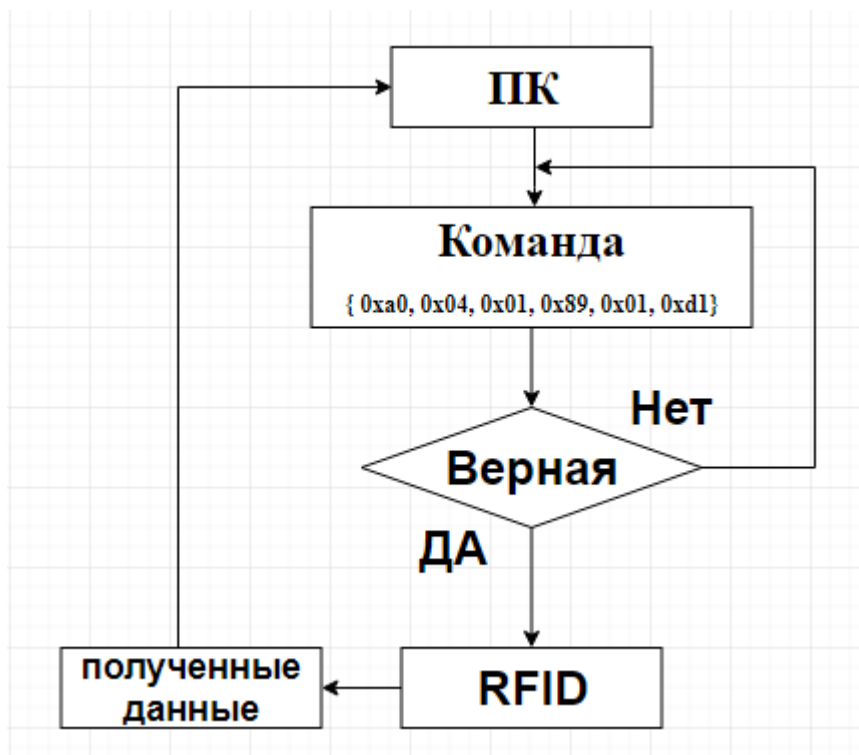 ПК
Команда
{ 0xa0, 0x04, 0x01, 0x89, 0x01, 0xd1}
Нет
Верная
ДА
полученные
данные
RFID